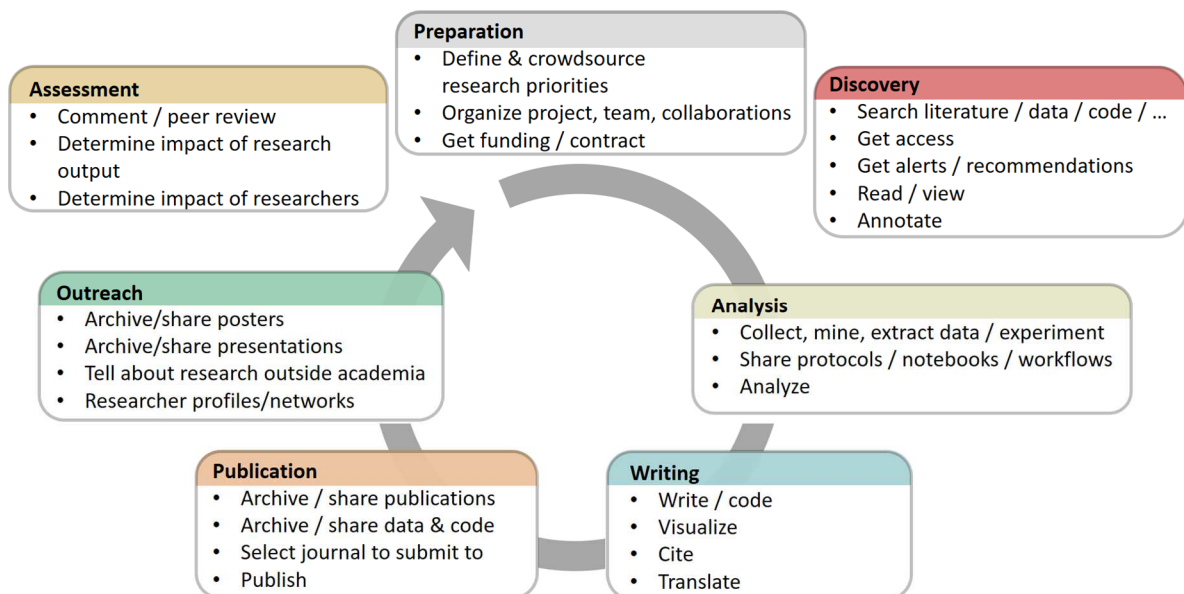 Preparation
• Define & crowdsource
research priorities
• Organize project, team, collaborations
• Get funding / contract
Discovery
• Search literature / data / code / ...
• Get access
• Get alerts / recommendations
• Read / view
• Annotate
Analysis
• Collect, mine, extract data / experiment
• Share protocols / notebooks / workflows
• Analyze
Writing
• Write / code
• Visualize
• Cite
• Translate
Publication
• Archive / share publications
• Archive / share data & code
• Select journal to submit to
• Publish
Outreach
• Archive/share posters
• Archive/share presentations
• Tell about research outside academia
• Researcher profiles/networks
Assessment
• Comment / peer review
• Determine impact of research
output
• Determine impact of researchers